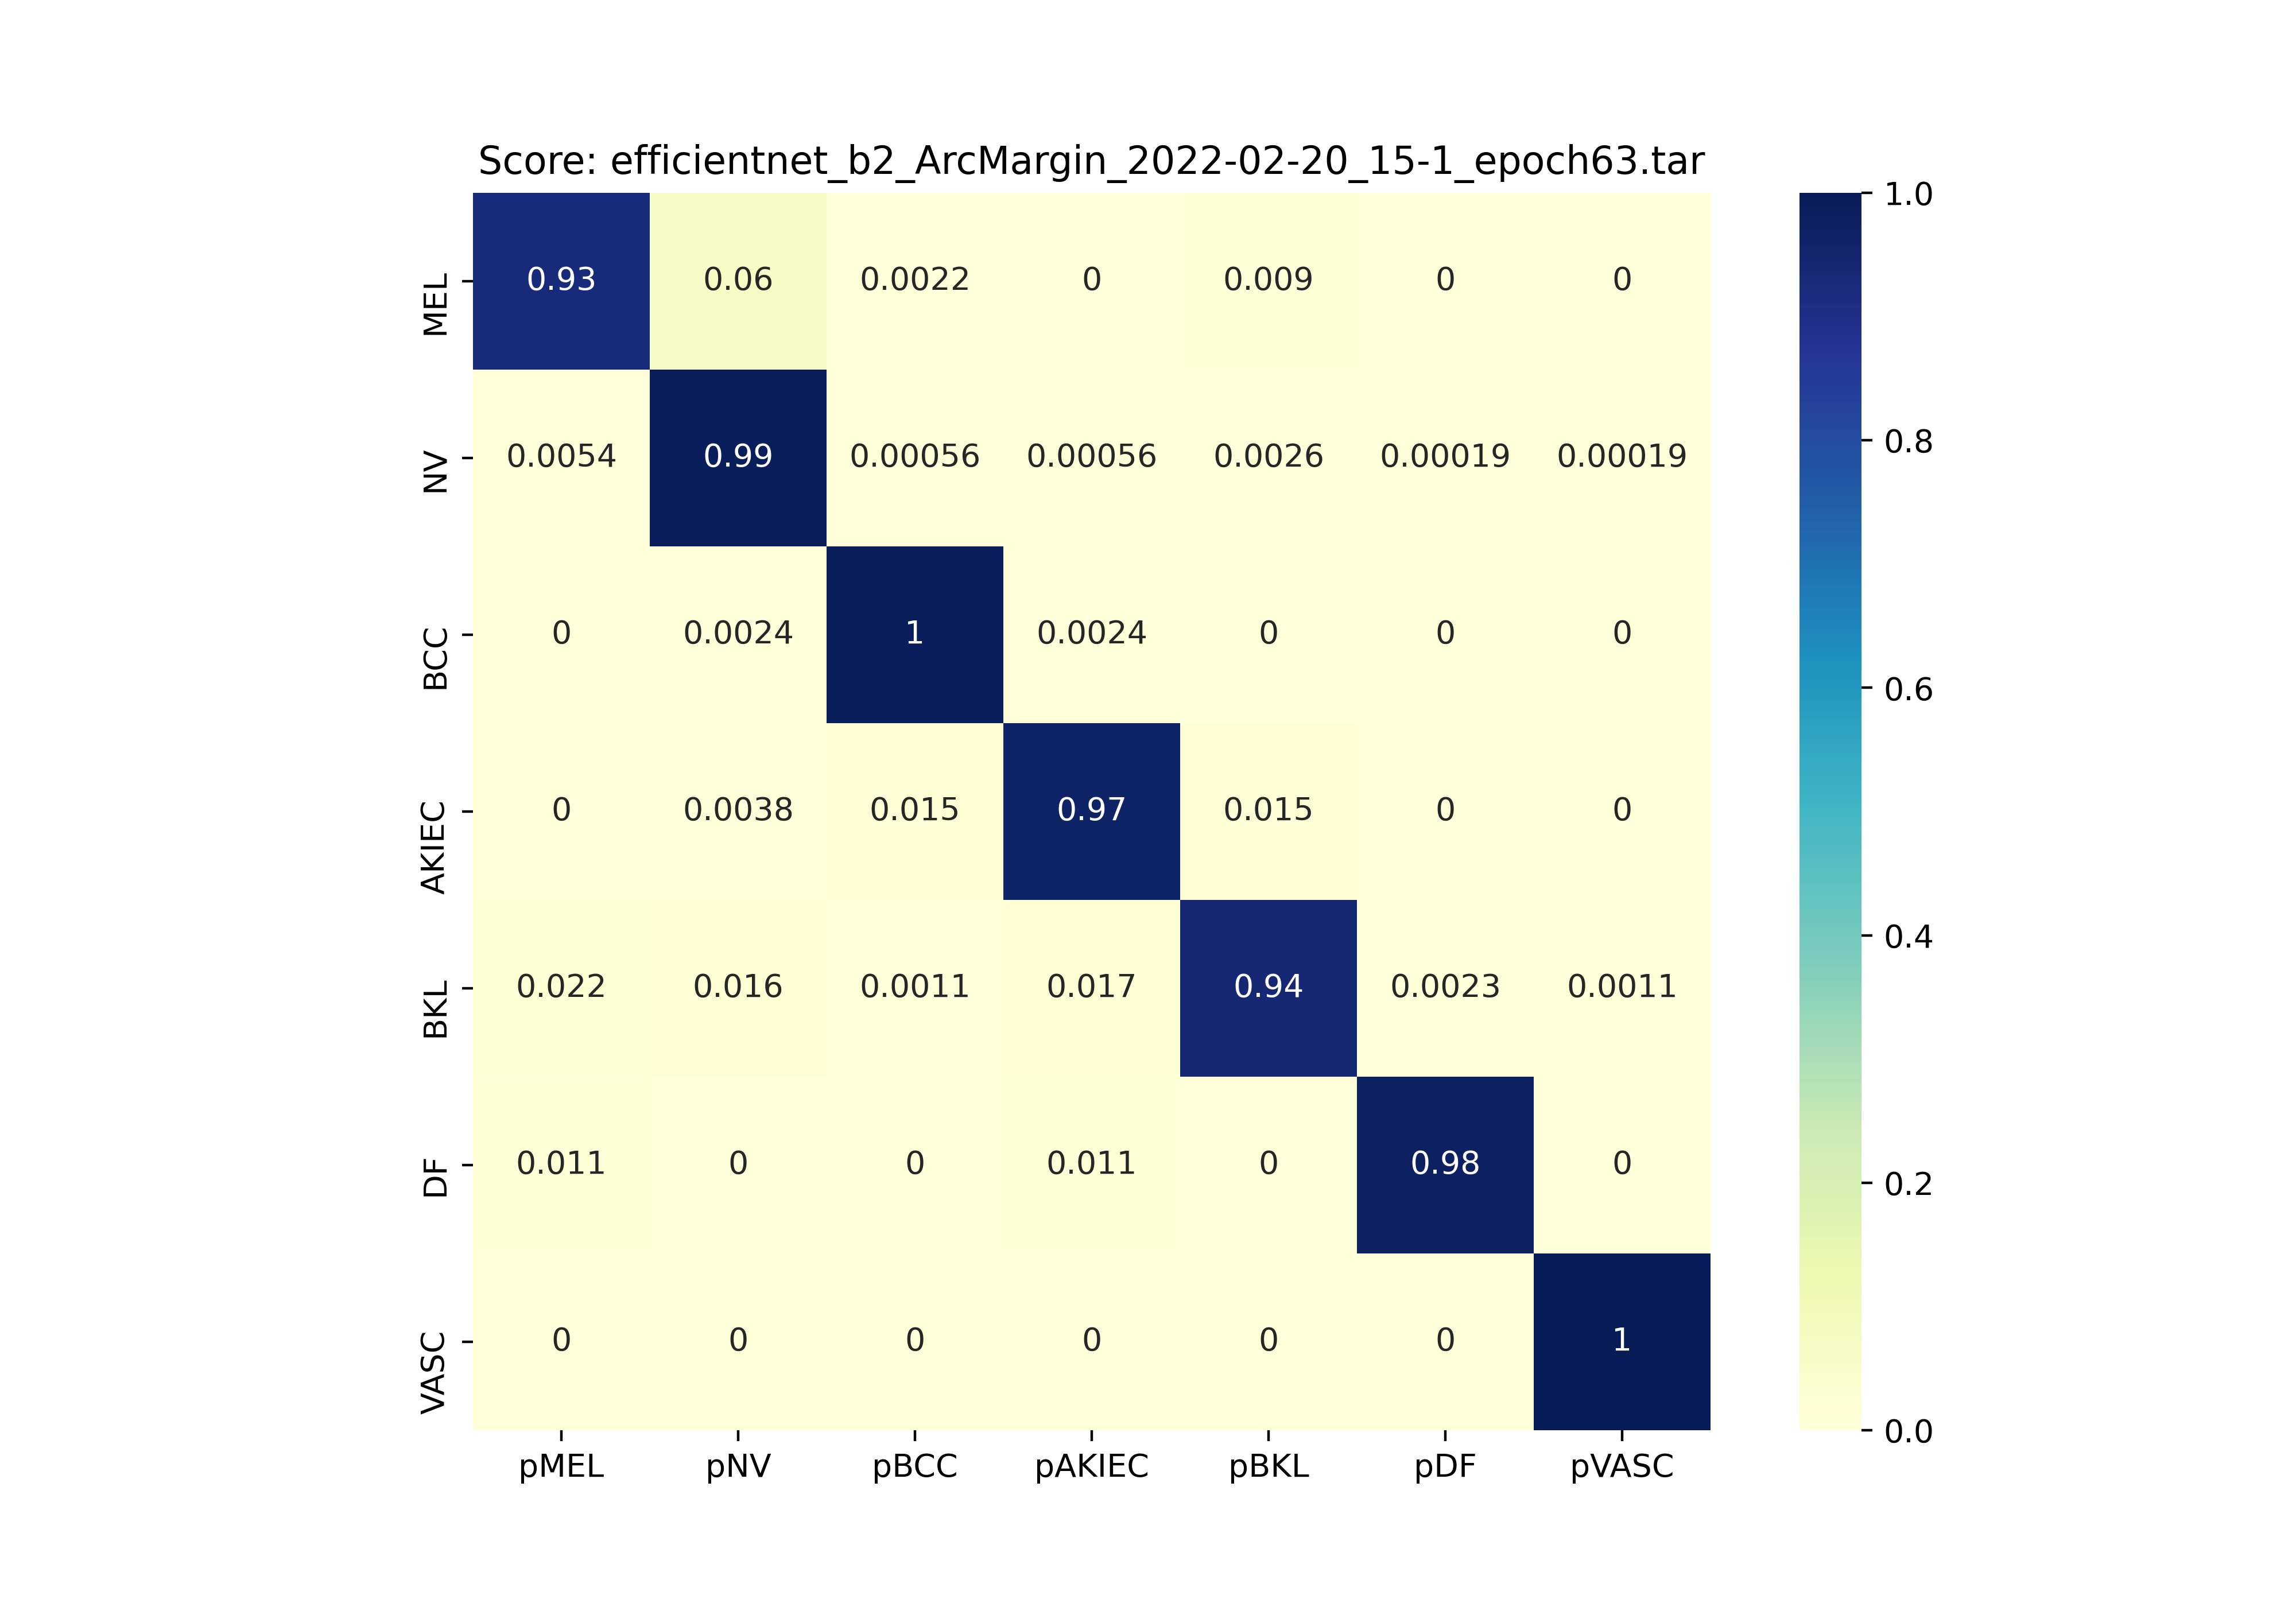 Score: efficientnet_b2_ArcMargin_2022-02-20_15-1_epoch63.tar
MEL 0.93 0.06 0.0022 0 0.009 0 0
NV 0.0054 0.99 0.00056 0.00056 0.0026 0.00019 0.00019
BCC 0 0.0024 1 0.0024 0 0 0
AKIEC 0 0.0038 0.015 0.97 0.015 0 0
BKL 0.022 0.016 0.0011 0.017 0.94 0.0023 0.0011
DF 0.011 0 0 0.011 0 0.98 0
VASC 0 0 0 0 0 0 1
pMEL pNV pBCC pAKIEC pBKL pDF pVASC
1.0
0.8
0.6
0.4
0.2
0.0